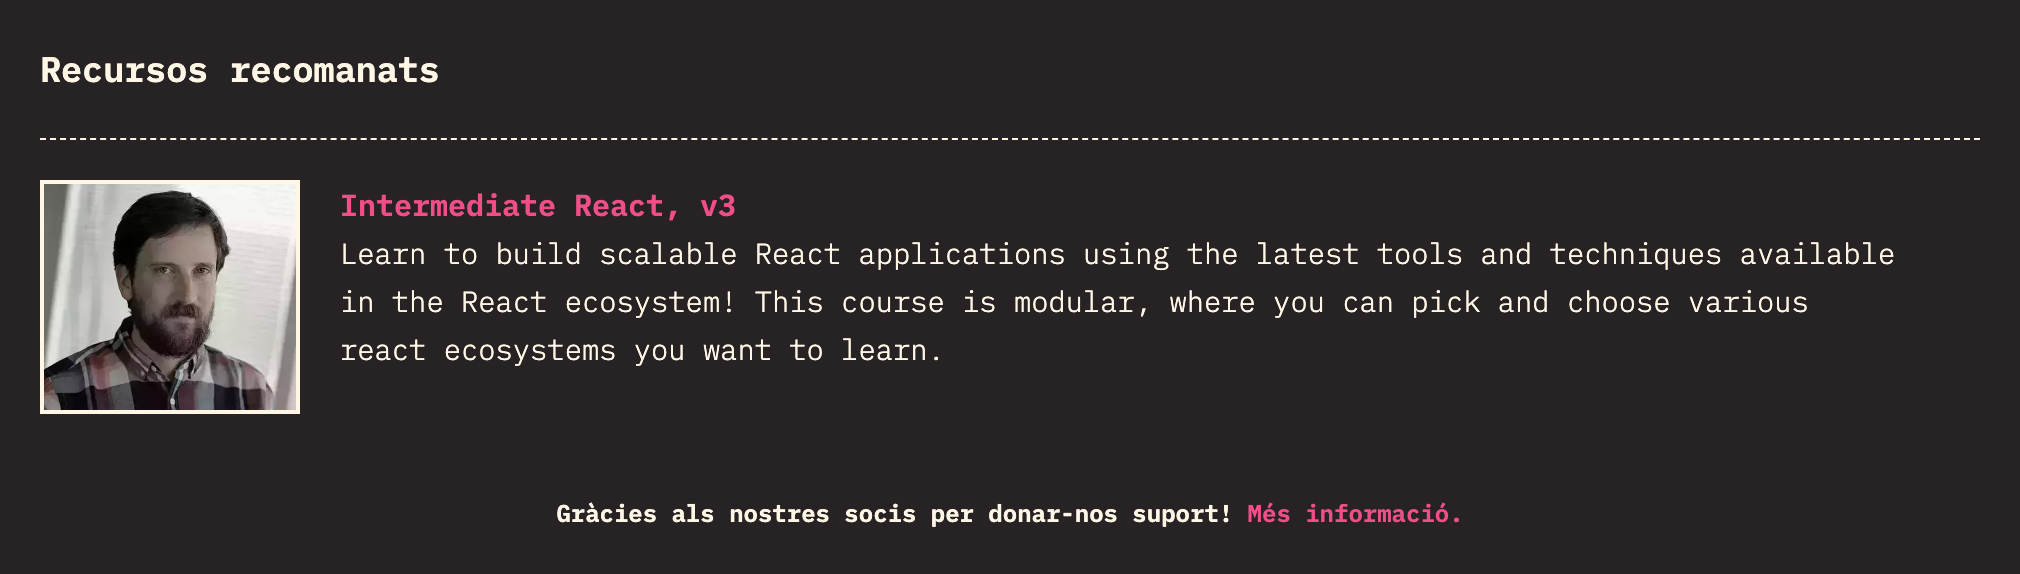 Recursos recomanats
Intermediate React, v3
Learn to build scalable React applications using the latest tools and techniques available
in the React ecosystem! This course is modular, where you can pick and choose various
react ecosystems you want to learn.
Gràcies als nostres socis per donar-nos suport! Més informació.